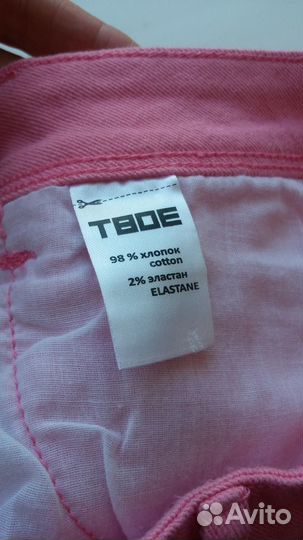 ТВОЕ
98 % хлопок
cotton
2% эластан
ELASTANE
Avito